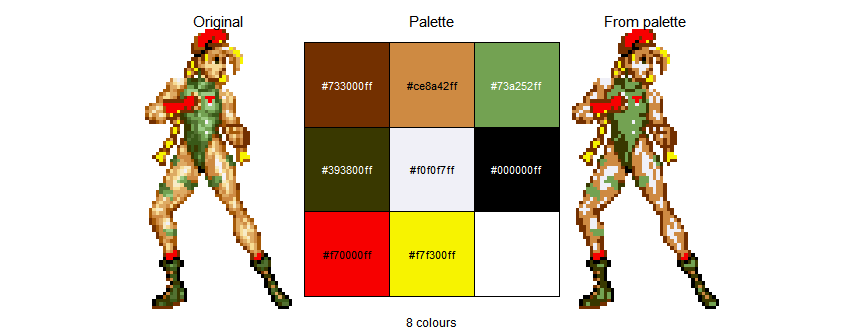 Original
Palette
From palette
#733000ff
#ce8a42ff
#73a252ff
#393800ff
#f0f0f7ff
#000000ff
#f70000ff
#f7f300ff
8 colours